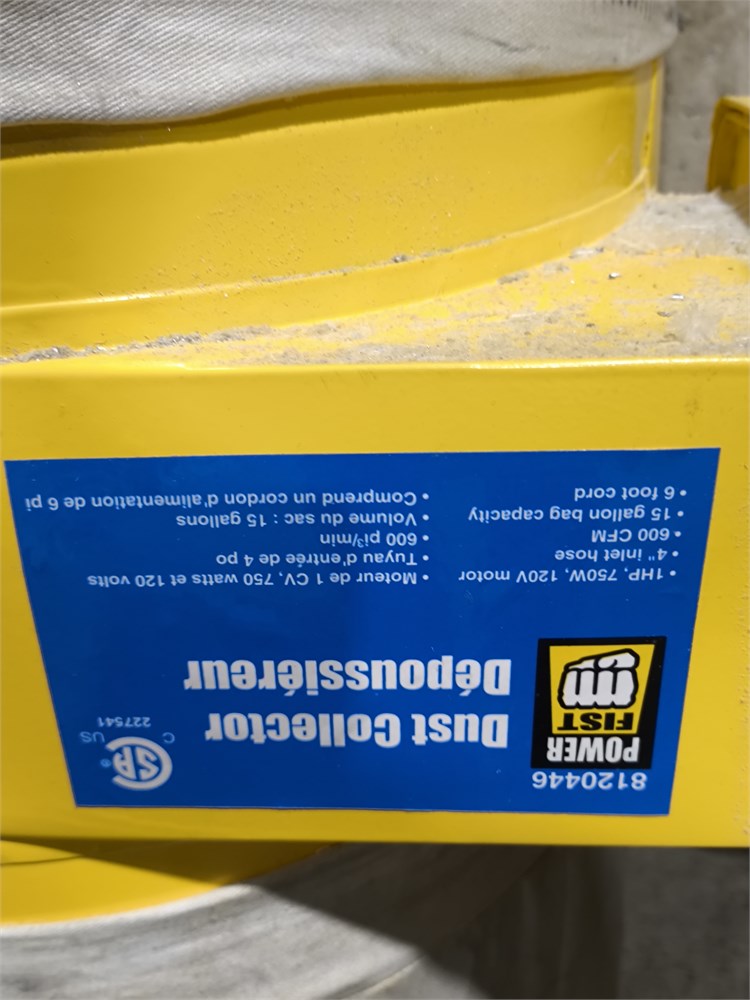 8120446
POWER
FIST
Dust Collector
Dépoussiéreur
SA®
C US
227541
• 1HP, 750W, 120V motor
• 4" inlet hose
• 600 CFM
• 15 gallon bag capacity
• 6 foot cord
• Moteur de 1 CV, 750 watts et 120 volts
• Tuyau d'entrée de 4 po
• 600 pi³/min
• Volume du sac : 15 gallons
• Comprend un cordon d'alimentation de 6 pi